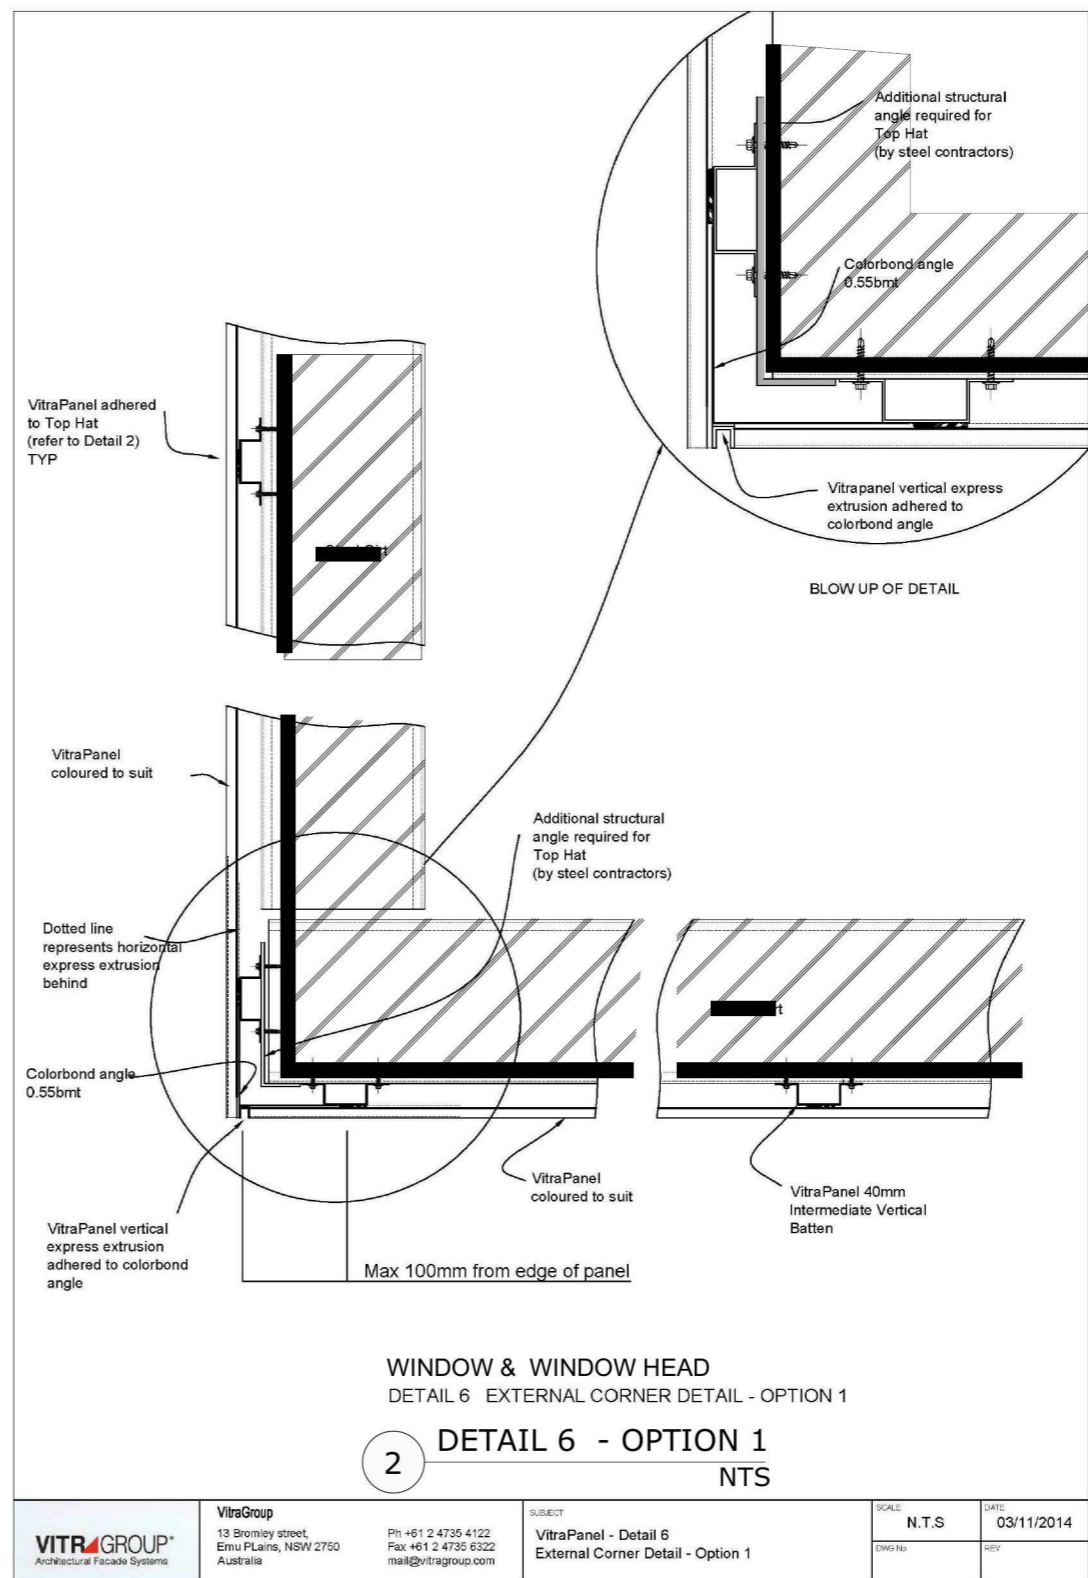 Additional structural
angle required for
Top Hat
(by steel contractors)
Colorbond angle
0.55bmt
Vitrapanel vertical express
extrusion adhered to
colorbond angle
BLOW UP OF DETAIL
VitraPanel adhered
to Top Hat
(refer to Detail 2)
TYP
VitraPanel
coloured to suit
Additional structural
angle required for
Top Hat
(by steel contractors)
Dotted line
represents horizontal
express extrusion
behind
Colorbond angle
0.55bmt
VitraPanel
coloured to suit
VitraPanel 40mm
Intermediate Vertical
Batten
VitraPanel vertical
express extrusion
adhered to colorbond
angle
Max 100mm from edge of panel
WINDOW & WINDOW HEAD
DETAIL 6 EXTERNAL CORNER DETAIL - OPTION 1
2
DETAIL 6 - OPTION 1
NTS
VITRAGROUP
Architectural Facade Systems
VitraGroup
13 Bromley street,
Emu PLains, NSW 2750
Australia
Ph +61 2 4735 4122
Fax +61 2 4735 6322
mail@vitragroup.com
SUBJECT
VitraPanel - Detail 6
External Corner Detail - Option 1
SCALE
N.T.S
DATE
03/11/2014
DWG No
REV